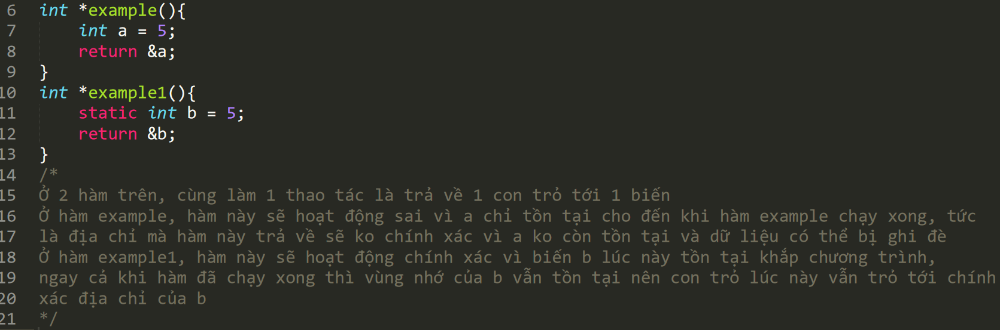 6 int *example(){
7 int a = 5;
8 return &a;
9 }
10 int *example1(){
11 static int b = 5;
12 return &b;
13 }
14 /*
15 Ở 2 hàm trên, cùng làm 1 thao tác là trả về 1 con trỏ tới 1 biến
16 Ở hàm example, hàm này sẽ hoạt động sai vì a chỉ tồn tại cho đến khi hàm example chạy xong, tức
17 là địa chỉ mà hàm này trả về sẽ ko chính xác vì a ko còn tồn tại và dữ liệu có thể bị ghi đè
18 Ở hàm example1, hàm này sẽ hoạt động chính xác vì biến b lúc này tồn tại khắp chương trình,
19 ngay cả khi hàm đã chạy xong thì vùng nhớ của b vẫn tồn tại nên con trỏ lúc này vẫn trỏ tới chính
20 xác địa chỉ của b
21 */